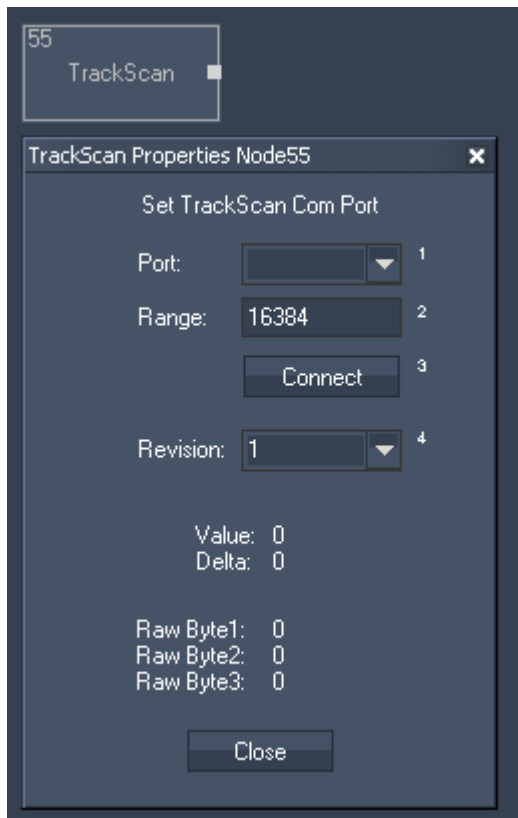 55
TrackScan
TrackScan Properties Node55
Set TrackScan Com Port
Port: 1
Range: 16384 2
Connect 3
Revision: 1 4
Value: 0
Delta: 0
Raw Byte1: 0
Raw Byte2: 0
Raw Byte3: 0
Close